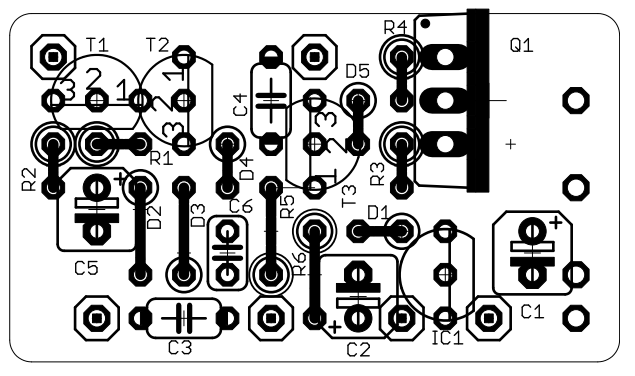 R4
T1
T2
Q1
D5
3
2
1
1
2
3
C4
3
2
1
+
R1
R2
D4
R3
T3
+
D2
D3
C6
R5
D1
+
C5
R6
C1
+
IC1
C3
C2